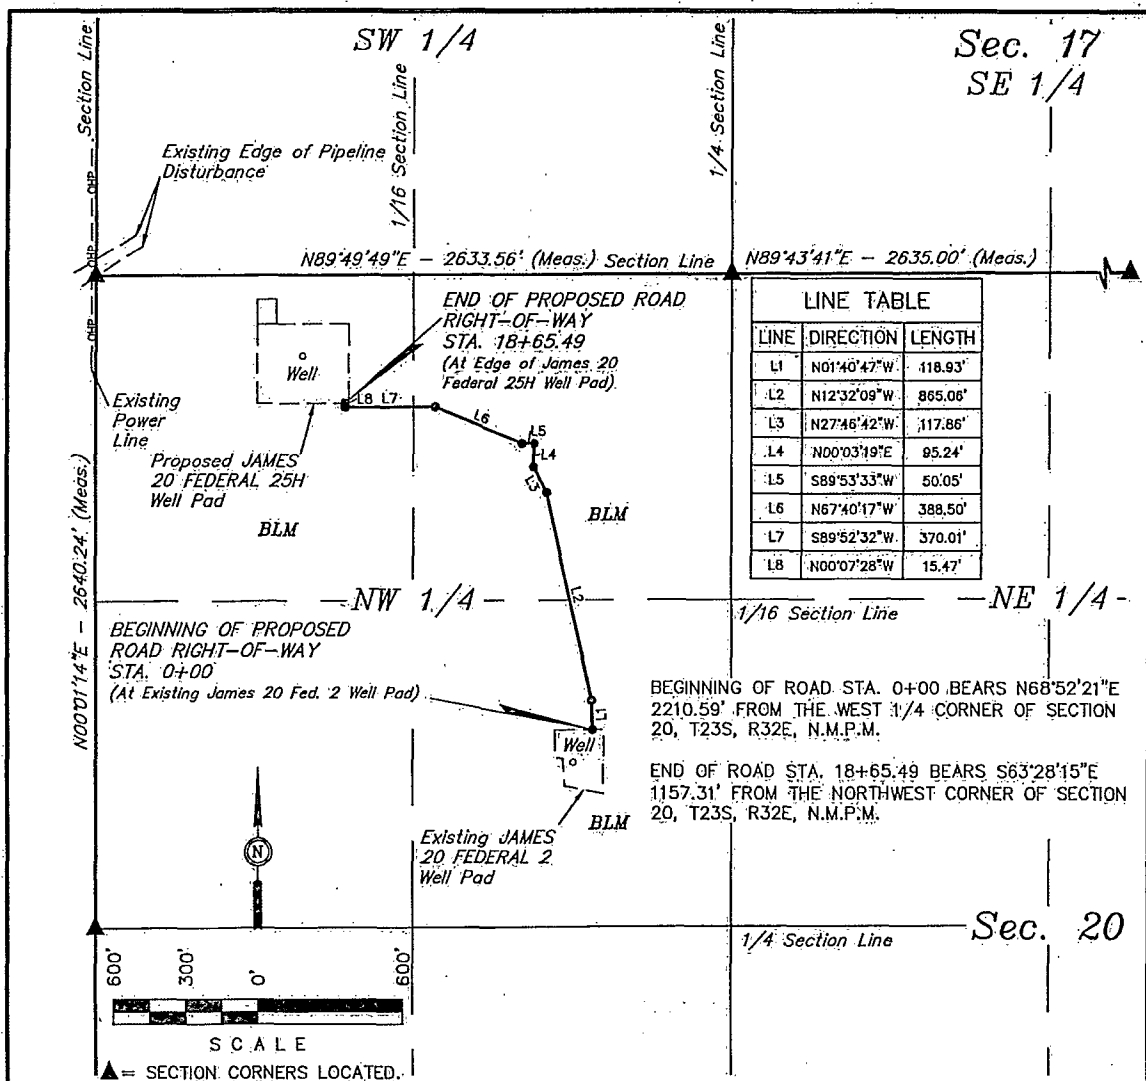 SW 1/4
Sec. 17
SE 1/4
Section Line
1/16 Section Line
1/4 Section Line
OHP
Existing Edge of Pipeline
Disturbance
N89°49'49"E - 2633.56' (Meas.) Section Line
N89°43'41"E - 2635.00' (Meas.)
OHP
END OF PROPOSED ROAD
RIGHT-OF-WAY
STA. 18+65.49
(At Edge of James 20
Federal 25H Well Pad)
Well
L8 L7
L6
L5
L4
L3
Existing
Power
Line
Proposed JAMES
20 FEDERAL 25H
Well Pad
BLM
BLM
LINE TABLE
LINE DIRECTION LENGTH
L1 N01°40'47"W 118.93'
L2 N12°32'09"W 865.06'
L3 N27°46'42"W 117.86'
L4 N00°03'19"E 95.24'
L5 S89°53'33"W 50.05'
L6 N67°40'17"W 388.50'
L7 S89°52'32"W 370.01'
L8 N00°07'28"W 15.47'
N00°01'14"E - 2640.24' (Meas.)
L2
NW 1/4
1/16 Section Line
NE 1/4
BEGINNING OF PROPOSED
ROAD RIGHT-OF-WAY
STA. 0+00
(At Existing James 20 Fed. 2 Well Pad)
L1
Well
BEGINNING OF ROAD STA. 0+00 BEARS N68°52'21"E
2210.59' FROM THE WEST 1/4 CORNER OF SECTION
20, T23S, R32E, N.M.P.M.
END OF ROAD STA. 18+65.49 BEARS S63°28'15"E
1157.31' FROM THE NORTHWEST CORNER OF SECTION
20, T23S, R32E, N.M.P.M.
BLM
Existing JAMES
20 FEDERAL 2
Well Pad
N
1/4 Section Line
Sec. 20
600' 300' 0' 600'
SCALE
▲ = SECTION CORNERS LOCATED.